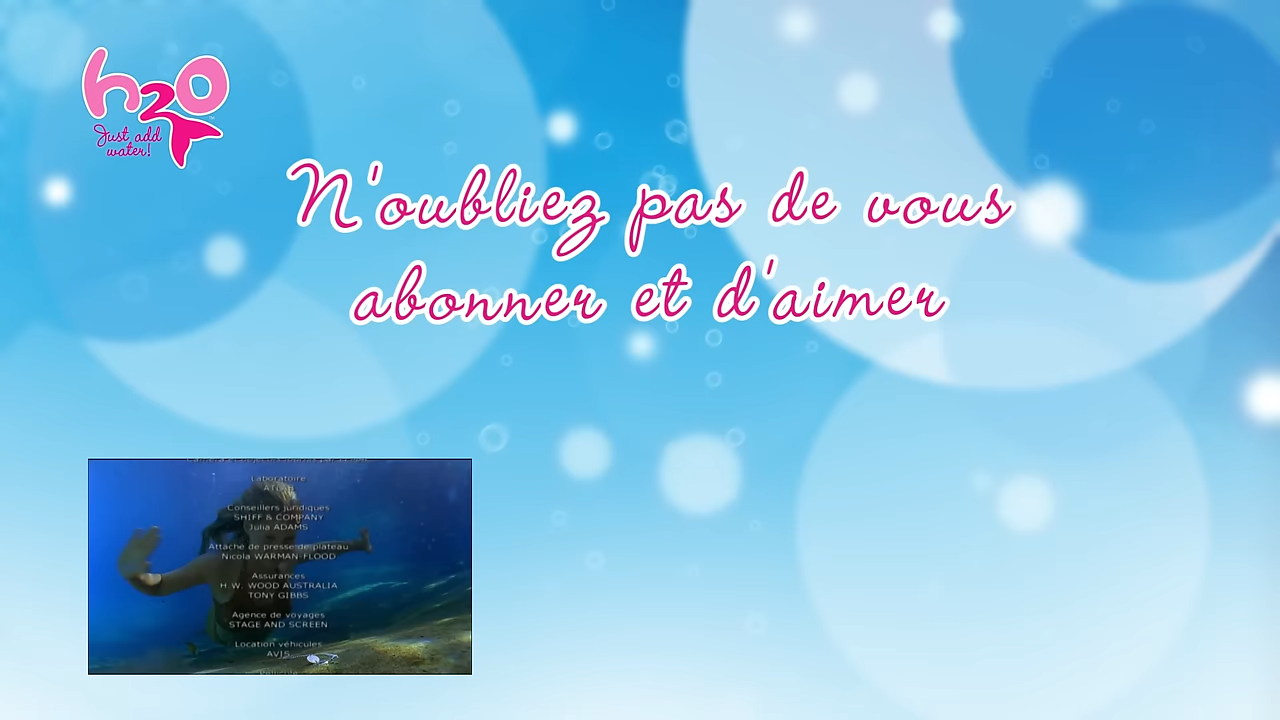 h2o
Just add
water!
N'oubliez pas de vous
abonner et d'aimer
Laboratoire
ATLAB
Conseillers juridiques
SHIFF & COMPANY
Julia ADAMS
Attaché de presse de plateau
Nicola WARMAN-FLOOD
Assurances
H.W. WOOD AUSTRALIA
TONY GIBBS
Agence de voyages
STAGE AND SCREEN
Location véhicules
AVIS